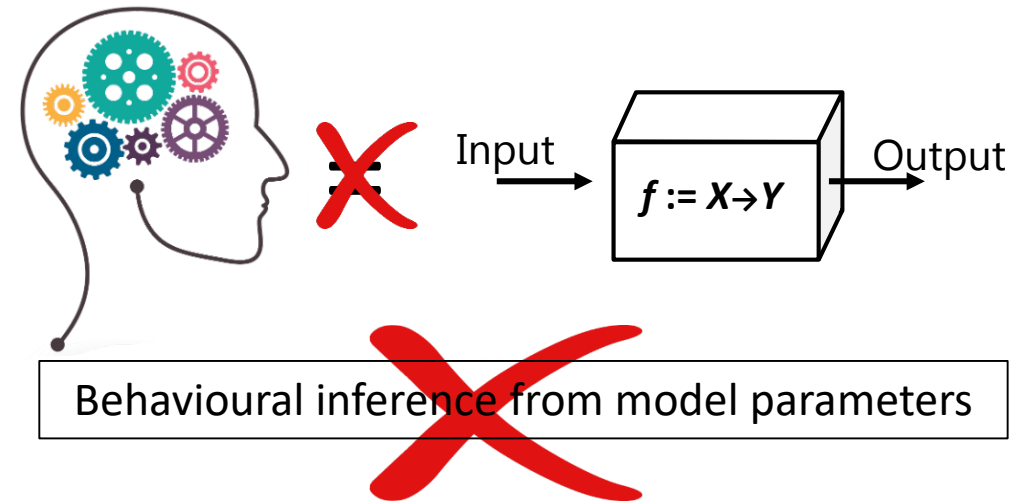 Input
Output
f := X→Y
Behavioural inference from model parameters